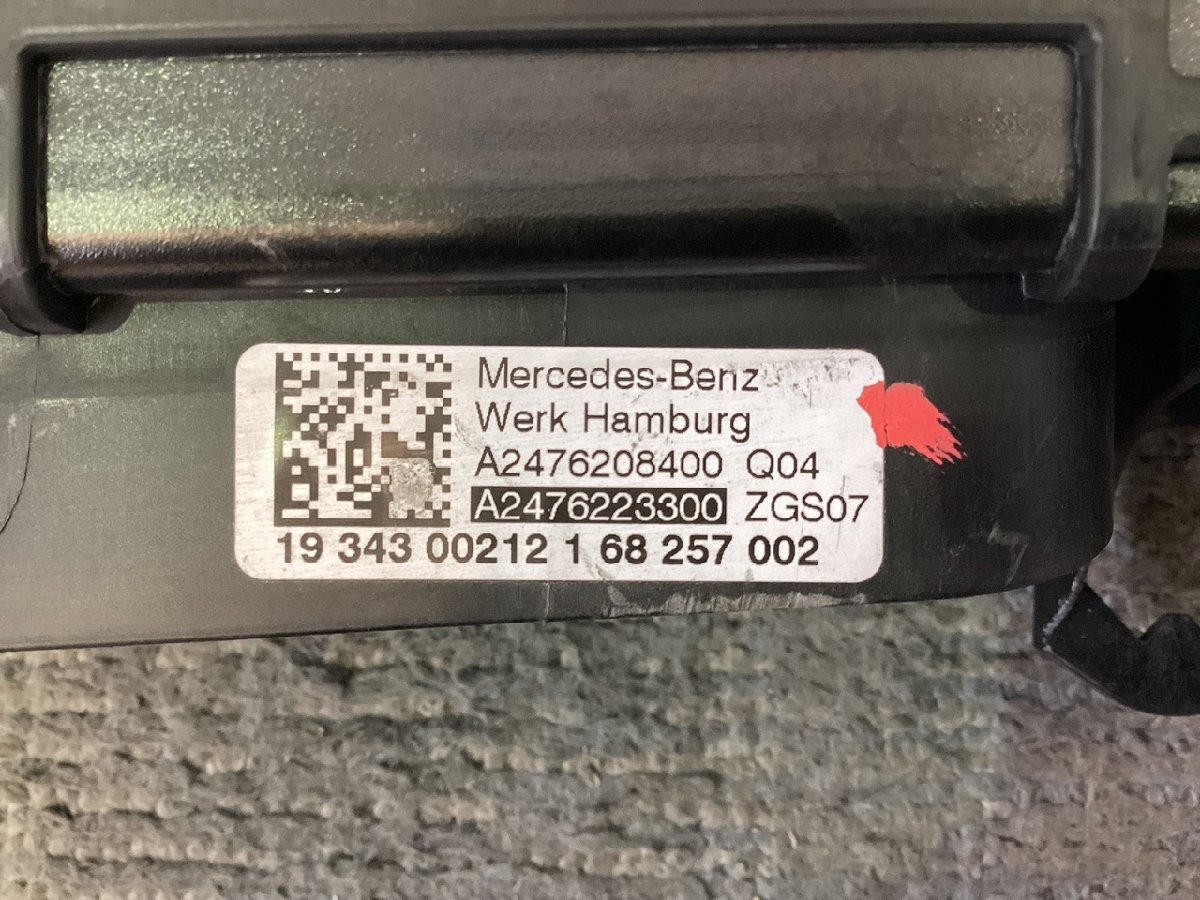 Mercedes-Benz
Werk Hamburg
A2476208400 Q04
A2476223300 ZGS07
19 343 00212 1 68 257 002